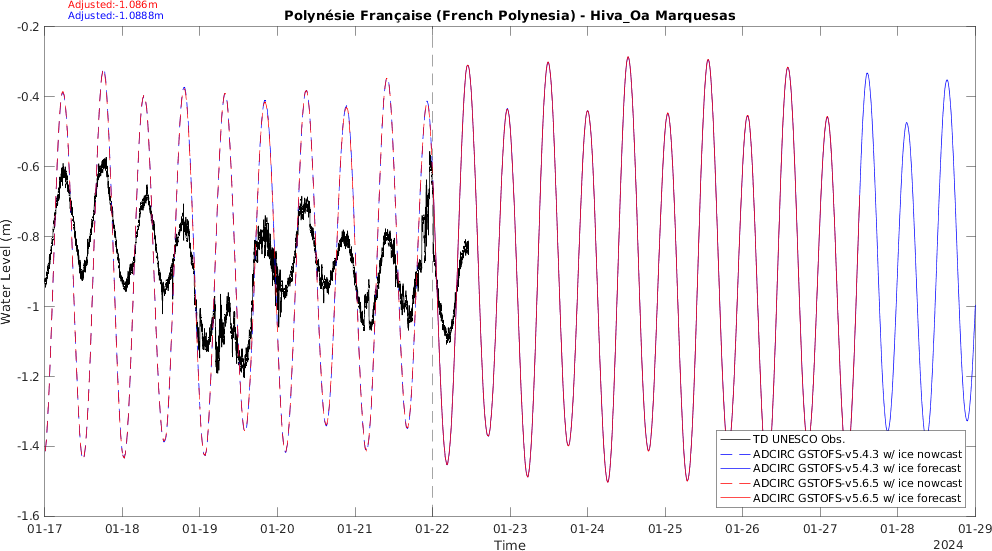 Adjusted:-1.086m
Adjusted:-1.0888m
Polynésie Française (French Polynesia) - Hiva_Oa Marquesas
Water Level (m)
-0.2
-0.4
-0.6
-0.8
-1
-1.2
-1.4
-1.6
TD UNESCO Obs.
ADCIRC GSTOFS-v5.4.3 w/ ice nowcast
ADCIRC GSTOFS-v5.4.3 w/ ice forecast
ADCIRC GSTOFS-v5.6.5 w/ ice nowcast
ADCIRC GSTOFS-v5.6.5 w/ ice forecast
01-17 01-18 01-19 01-20 01-21 01-22 01-23 01-24 01-25 01-26 01-27 01-28 01-29
Time
2024